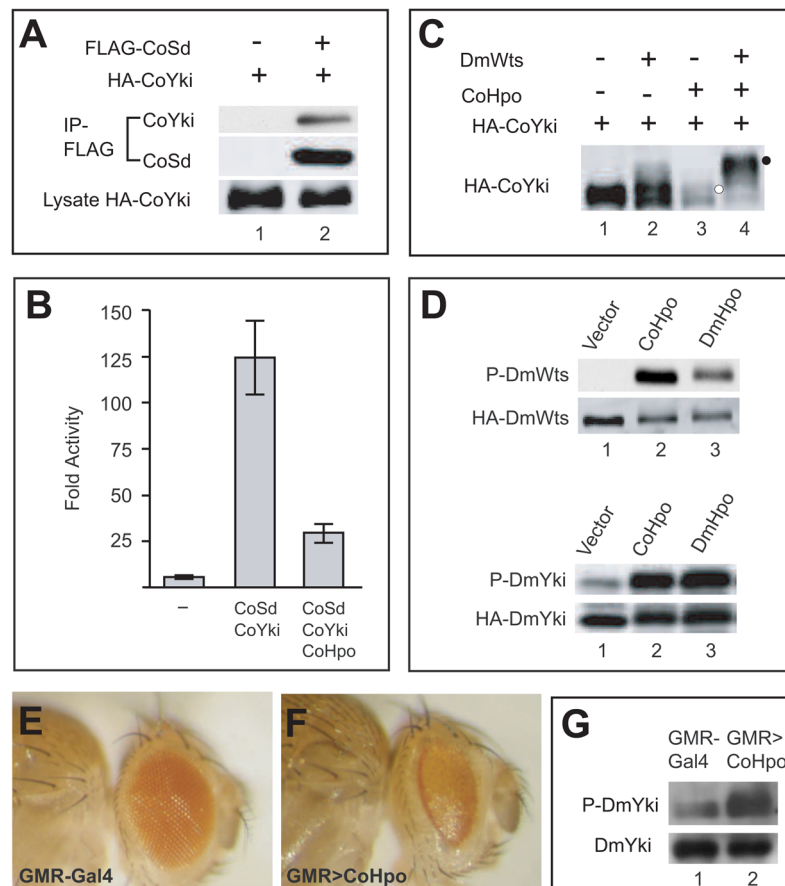 A
FLAG-CoSd - +
HA-CoYki + +
IP-FLAG
CoYki
CoSd
Lysate HA-CoYki
1 2
B
Fold Activity
150
125
100
75
50
25
– CoSd CoSd
CoYki CoYki
CoHpo
C
DmWts - + - +
CoHpo - - + +
HA-CoYki + + + +
HA-CoYki
1 2 3 4
D
Vector CoHpo DmHpo
P-DmWts
HA-DmWts
1 2 3
Vector CoHpo DmHpo
P-DmYki
HA-DmYki
1 2 3
E
GMR-Gal4
F
GMR>CoHpo
G
GMR- GMR>
Gal4 CoHpo
P-DmYki
DmYki
1 2